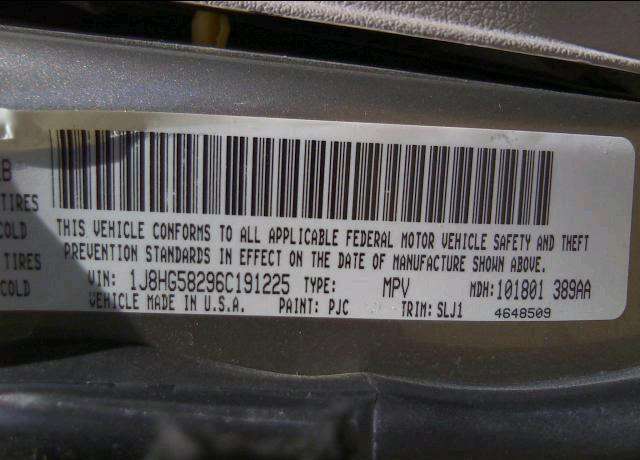 B
TIRES
COLD
TIRES
COLD
THIS VEHICLE CONFORMS TO ALL APPLICABLE FEDERAL MOTOR VEHICLE SAFETY AND THEFT
PREVENTION STANDARDS IN EFFECT ON THE DATE OF MANUFACTURE SHOWN ABOVE.
VIN: 1J8HG58296C191225 TYPE: MPV MDH: 101801 389AA
VEHICLE MADE IN U.S.A. PAINT: PJC TRIM: SLJ1 4648509